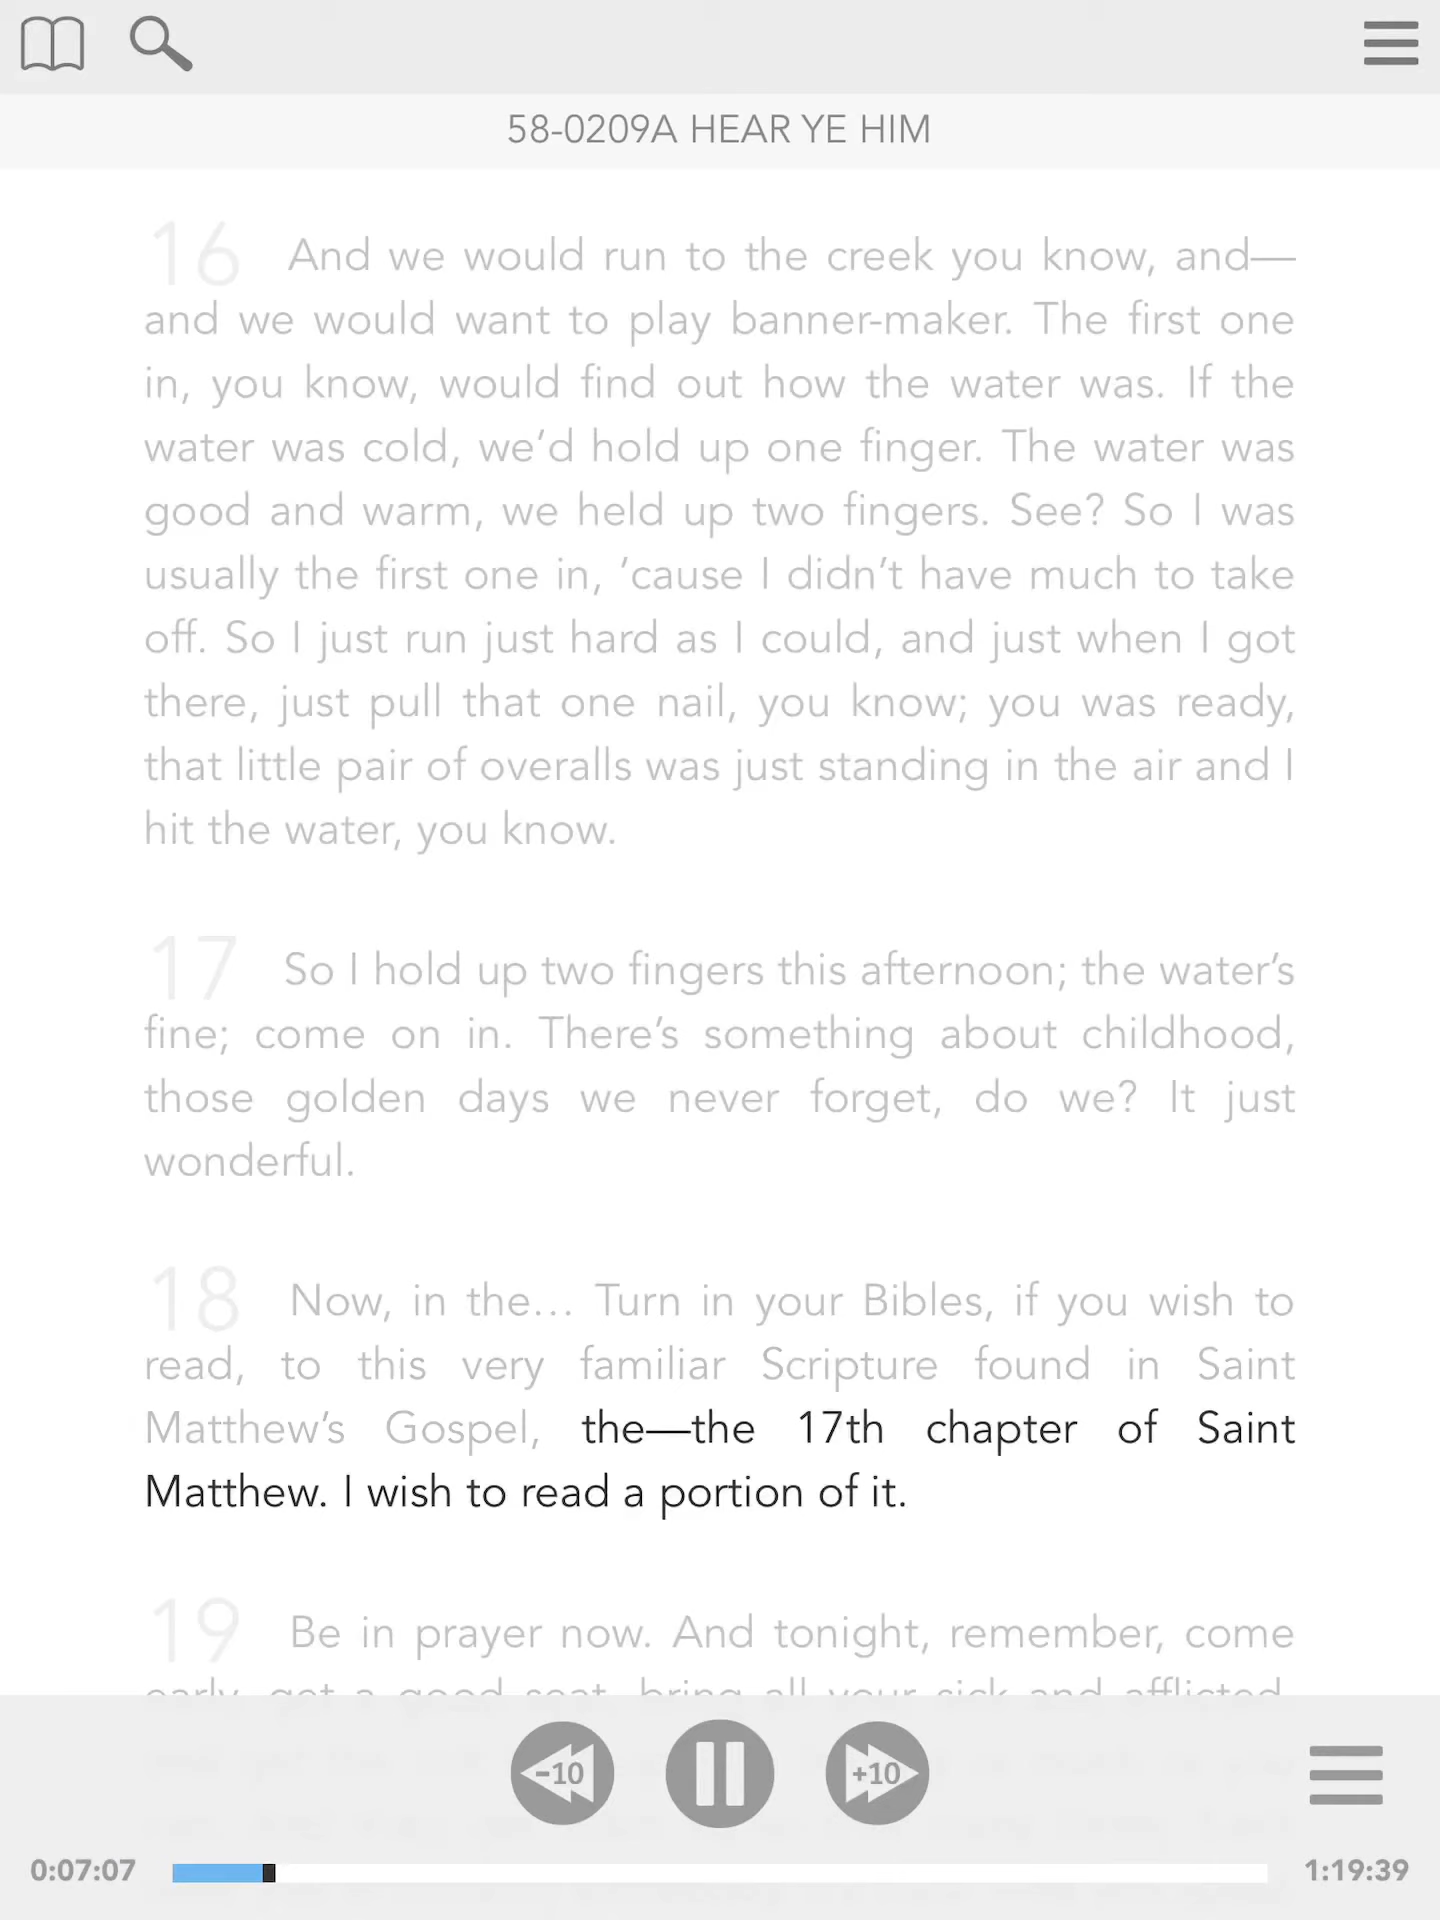 58-0209A HEAR YE HIM
16 And we would run to the creek you know, and—
and we would want to play banner-maker. The first one
in, you know, would find out how the water was. If the
water was cold, we’d hold up one finger. The water was
good and warm, we held up two fingers. See? So I was
usually the first one in, ’cause I didn’t have much to take
off. So I just run just hard as I could, and just when I got
there, just pull that one nail, you know; you was ready,
that little pair of overalls was just standing in the air and I
hit the water, you know.
17 So I hold up two fingers this afternoon; the water’s
fine; come on in. There’s something about childhood,
those golden days we never forget, do we? It just
wonderful.
18 Now, in the… Turn in your Bibles, if you wish to
read, to this very familiar Scripture found in Saint
Matthew’s Gospel, the—the 17th chapter of Saint
Matthew. I wish to read a portion of it.
19 Be in prayer now. And tonight, remember, come
early, get a good seat, bring all your sick and afflicted,
-10 +10
0:07:07 1:19:39